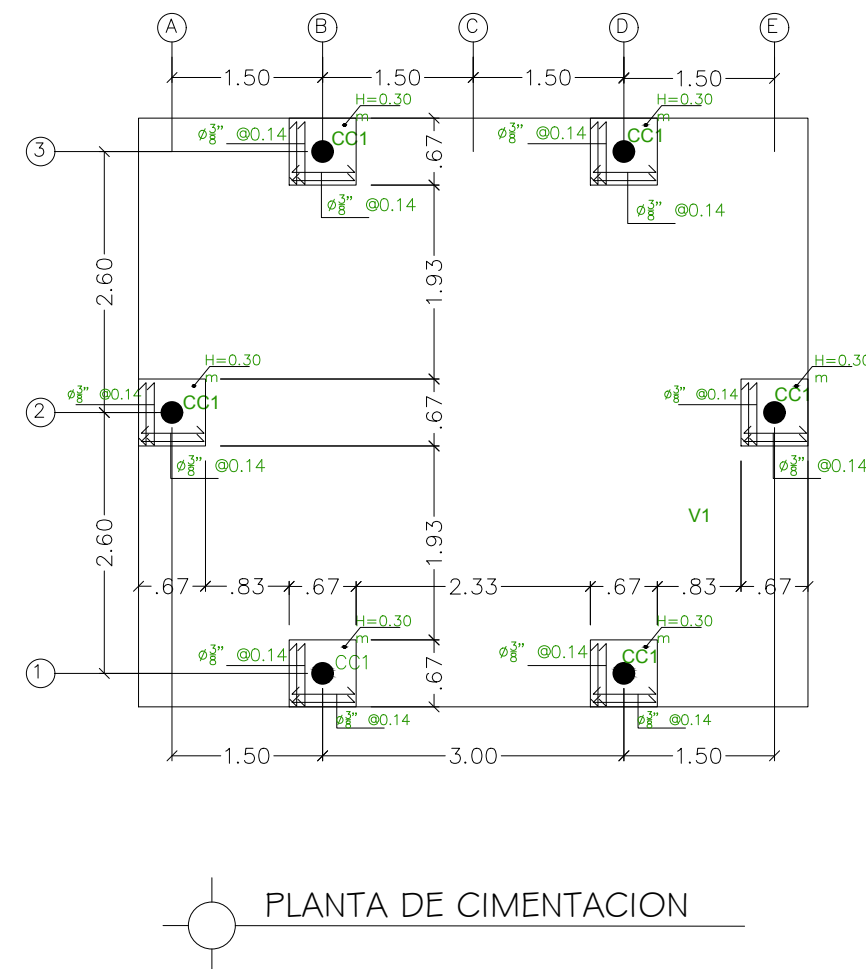 A B C D E
1.50 1.50 1.50 1.50
H=0.30 m H=0.30 m
ø3/8" @0.14 CC1 .67 ø3/8" @0.14 CC1
3
ø3/8" @0.14 ø3/8" @0.14
2.60 1.93
H=0.30 m H=0.30 m
ø3/8" @0.14 CC1 .67 ø3/8" @0.14 CC1
2
ø3/8" @0.14 ø3/8" @0.14
V1
2.60 1.93
.67 .83 .67 2.33 .67 .83 .67
H=0.30 m H=0.30 m
ø3/8" @0.14 CC1 .67 ø3/8" @0.14 CC1
1
ø3/8" @0.14 ø3/8" @0.14
1.50 3.00 1.50
PLANTA DE CIMENTACION